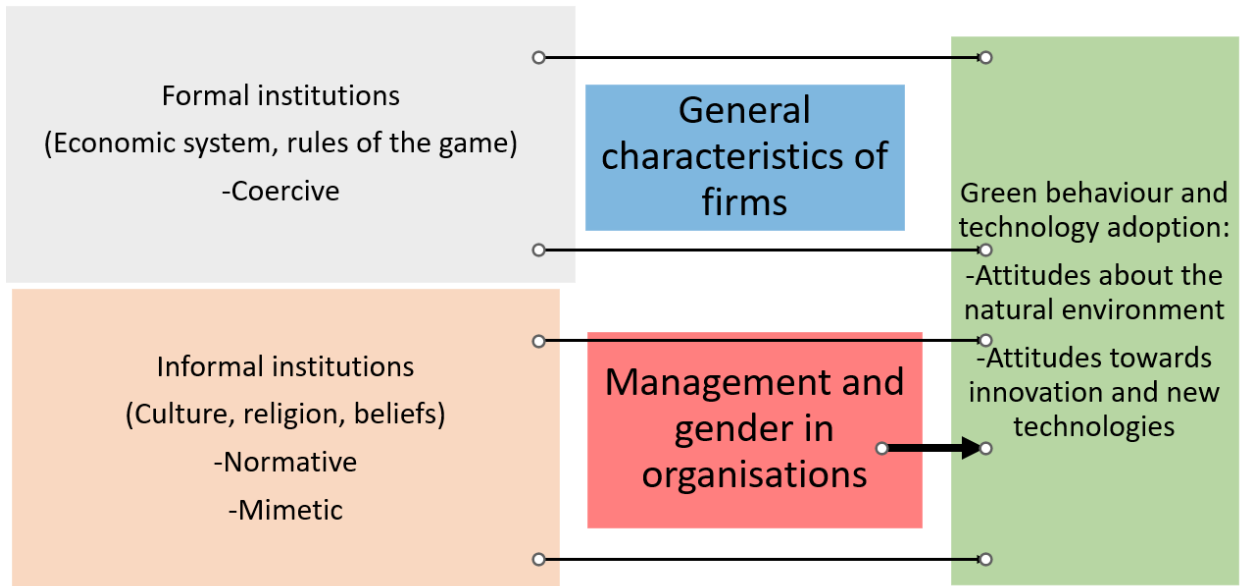 Formal institutions
(Economic system, rules of the game)
-Coercive
General
characteristics of
firms
Informal institutions
(Culture, religion, beliefs)
-Normative
-Mimetic
Management and
gender in
organisations
Green behaviour and
technology adoption:
-Attitudes about the
natural environment
-Attitudes towards
innovation and new
technologies